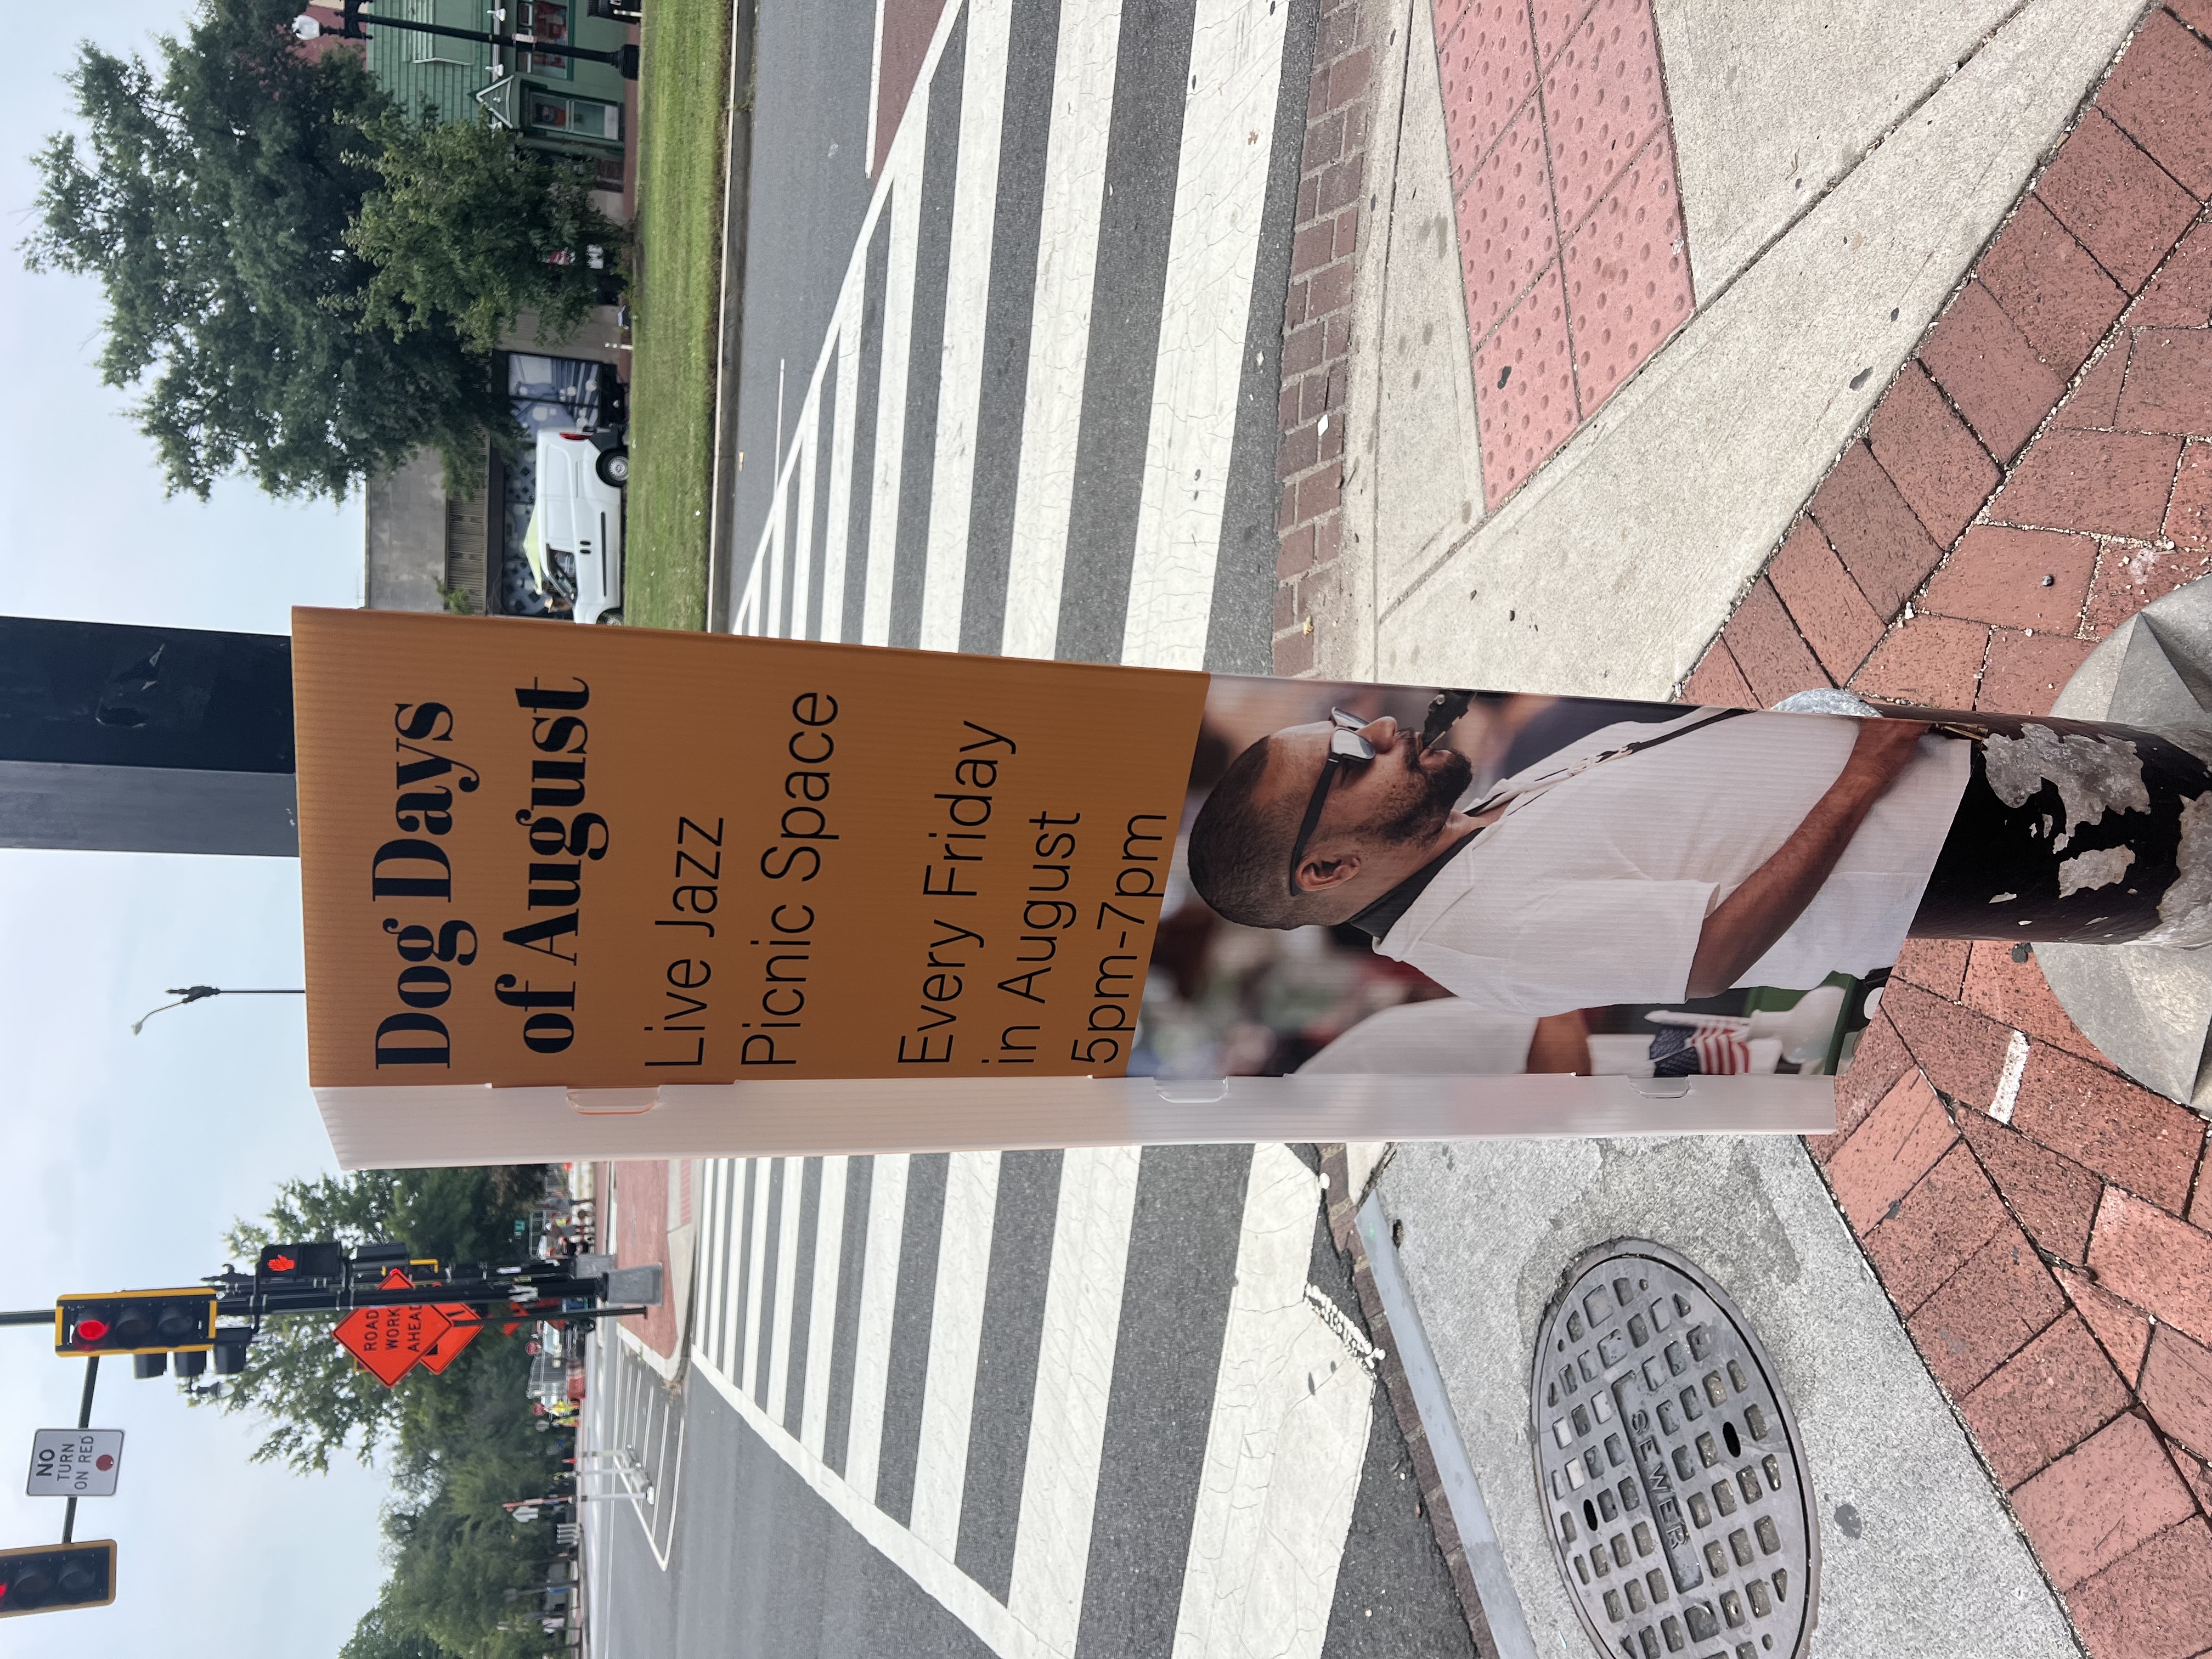 Dog Days
of August
Live Jazz
Picnic Space
Every Friday
in August
5pm-7pm
NO
TURN
ON RED
ROAD
WORK
AHEAD
SEWER